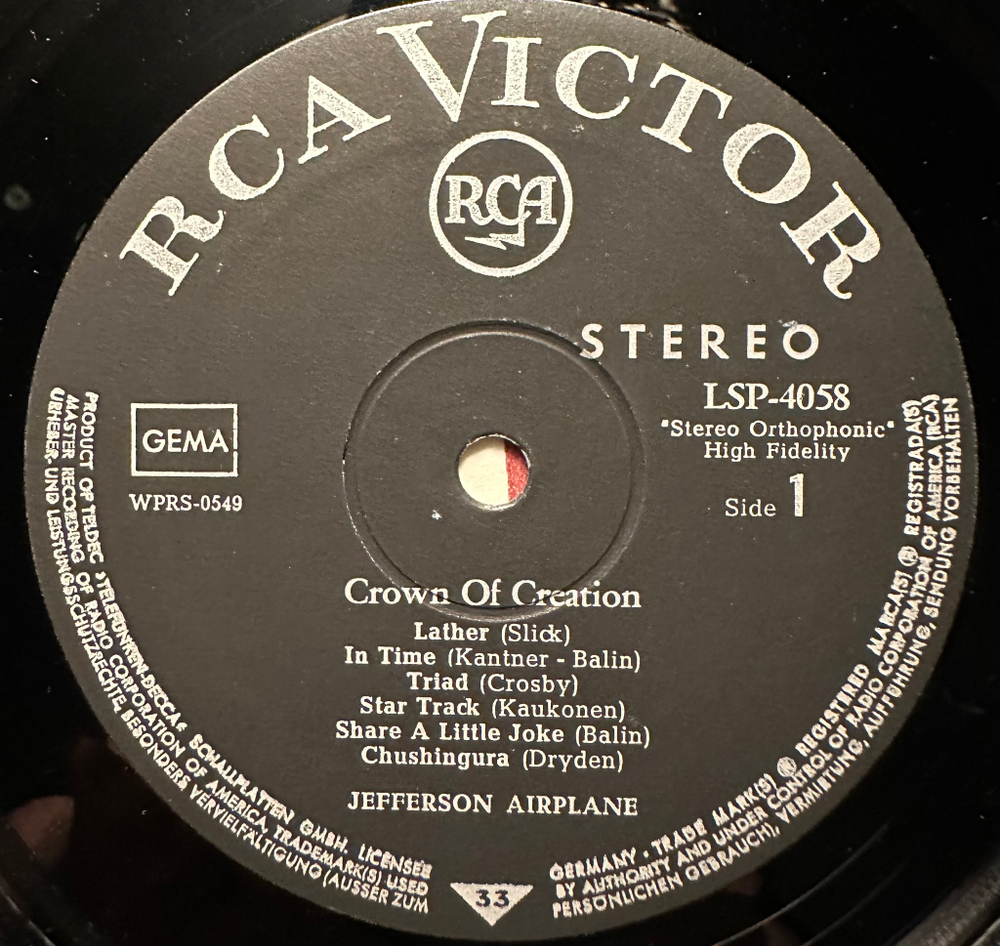 RCA VICTOR
RCA
STEREO
LSP-4058
"Stereo Orthophonic"
High Fidelity
Side 1
GEMA
WPRS-0549
Crown Of Creation
Lather (Slick)
In Time (Kantner - Balin)
Triad (Crosby)
Star Track (Kaukonen)
Share A Little Joke (Balin)
Chushingura (Dryden)
JEFFERSON AIRPLANE
33
PRODUCT OF TELDEC »TELEFUNKEN-DECCA« SCHALLPLATTEN GMBH. LICENSEE
MASTER RECORDING OF RADIO CORPORATION OF AMERICA, TRADEMARK(S) USED
URHEBER- UND LEISTUNGSSCHUTZRECHTE, BESONDERS VERVIELFÄLTIGUNG (AUSSER ZUM
GERMANY • TRADE MARK(S) ® REGISTERED MARCA(S) ® REGISTRADA(S)
BY AUTHORITY AND UNDER CONTROL OF RADIO CORPORATION OF AMERICA (RCA)
PERSÖNLICHEN GEBRAUCH), VERMIETUNG, AUFFÜHRUNG, SENDUNG VORBEHALTEN